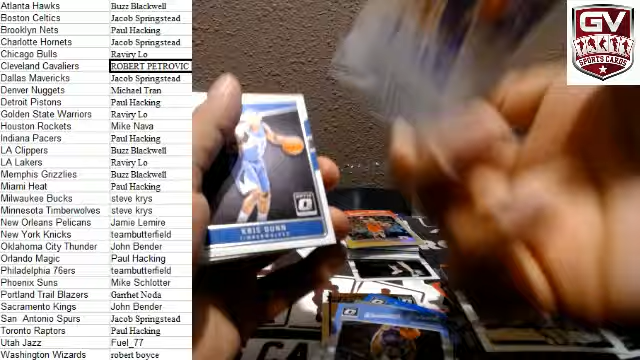 Atlanta Hawks Buzz Blackwell
Boston Celtics Jacob Springstead
Brooklyn Nets Paul Hacking
Charlotte Hornets Jacob Springstead
Chicago Bulls Raviry Lo
Cleveland Cavaliers ROBERT PETROVIC
Dallas Mavericks Jacob Springstead
Denver Nuggets Michael Tran
Detroit Pistons Paul Hacking
Golden State Warriors Raviry Lo
Houston Rockets Mike Nava
Indiana Pacers Paul Hacking
LA Clippers Buzz Blackwell
LA Lakers Raviry Lo
Memphis Grizzlies Buzz Blackwell
Miami Heat Paul Hacking
Milwaukee Bucks steve krys
Minnesota Timberwolves steve krys
New Orleans Pelicans Jamie Lemire
New York Knicks teambutterfield
Oklahoma City Thunder John Bender
Orlando Magic Paul Hacking
Philadelphia 76ers teambutterfield
Phoenix Suns Mike Schlotter
Portland Trail Blazers Garrhet Noda
Sacramento Kings John Bender
San Antonio Spurs Jacob Springstead
Toronto Raptors Paul Hacking
Utah Jazz Fuel_77
Washington Wizards robert boyce
GV
SPORTS CARDS
OPTIC
KRIS DUNN
TIMBERWOLVES